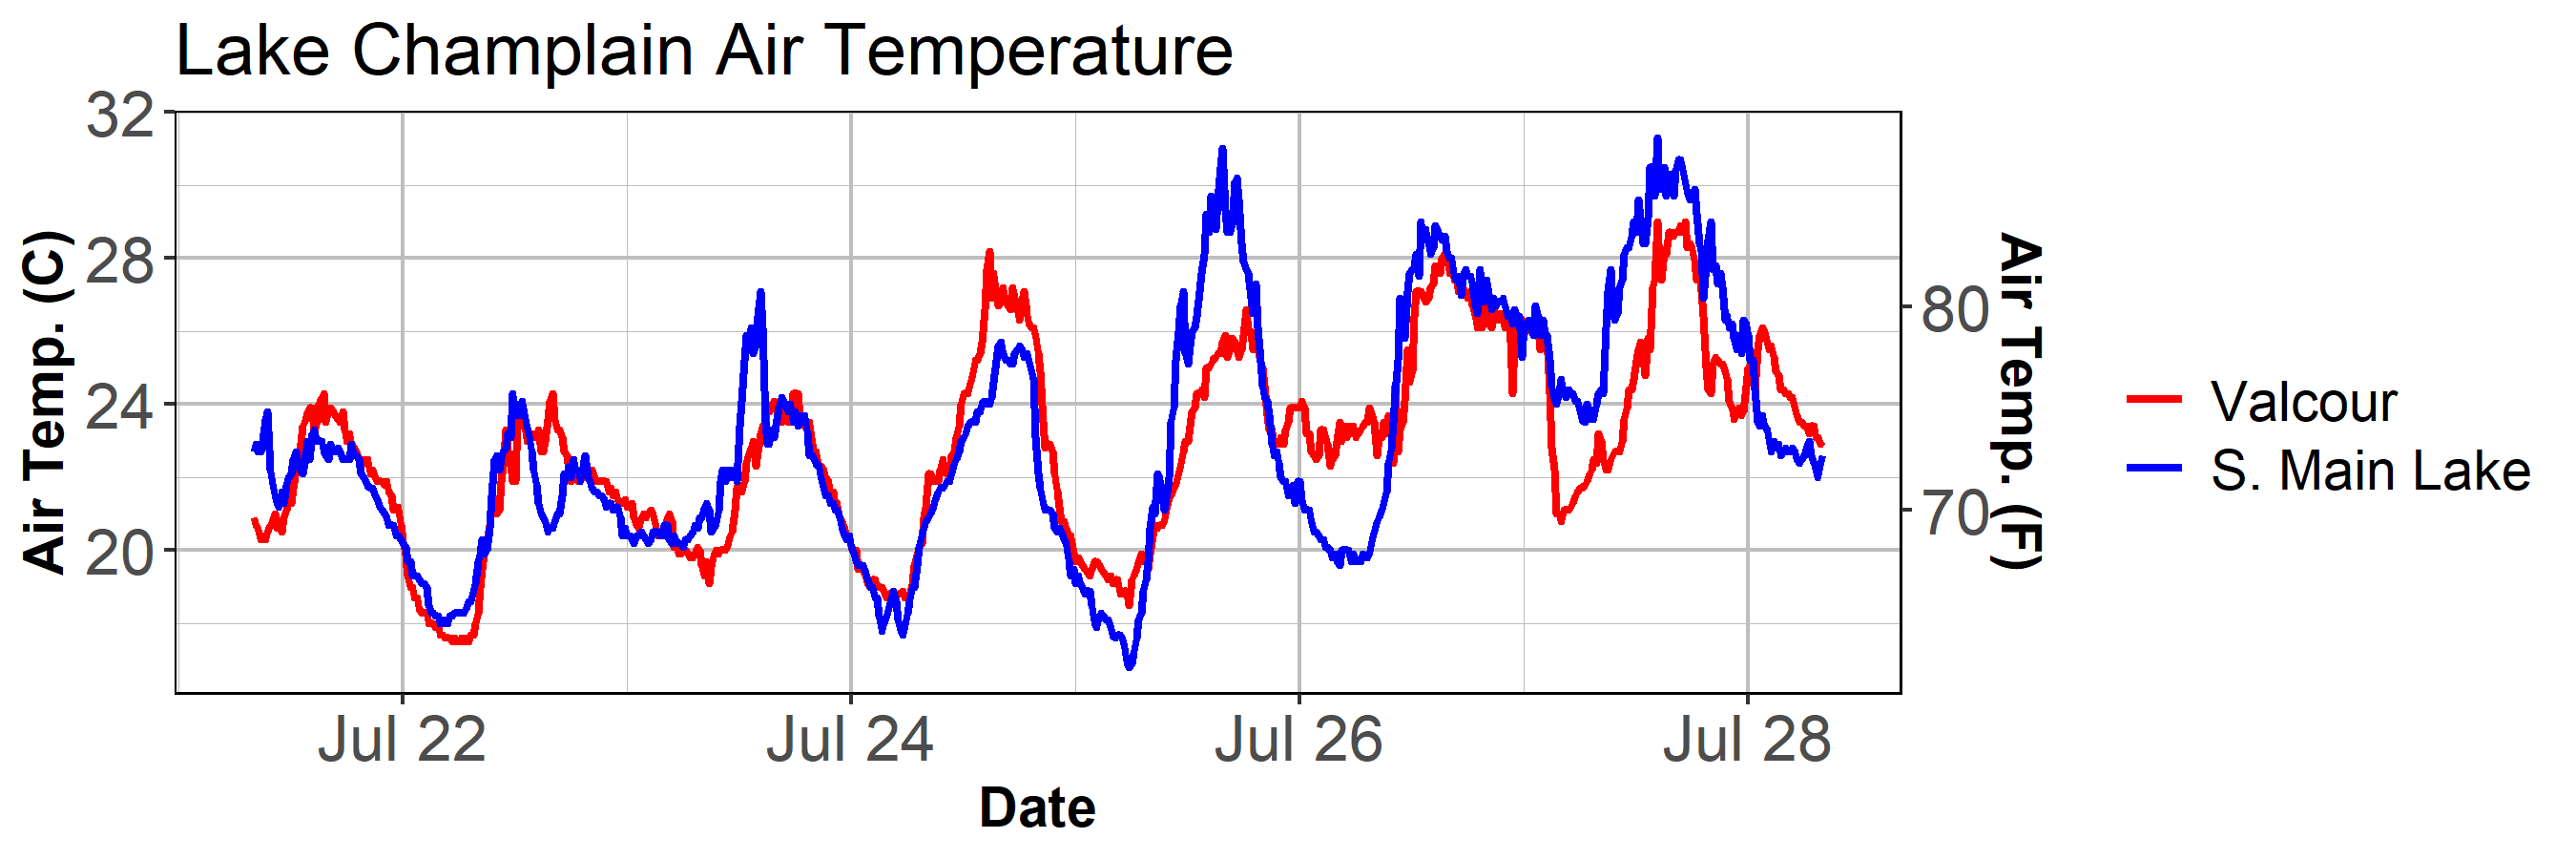 Lake Champlain Air Temperature
Air Temp. (C)
32
28
24
20
80
70
Air Temp. (F)
Jul 22
Jul 24
Jul 26
Jul 28
Date
Valcour
S. Main Lake